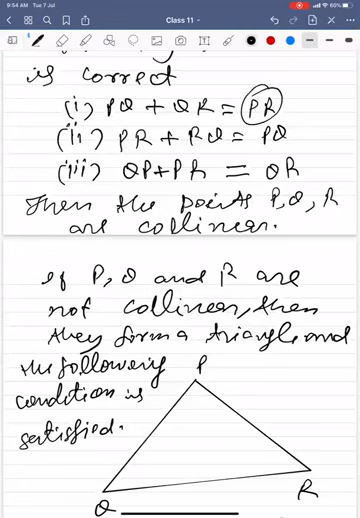 9:54 AM Tue 7 Jul
60%
Class 11
is correct
(i) PQ + QR = PR
(ii) PR + RQ = PQ
(iii) QP + PR = QR
Then the points P, Q, R
are collinear.
If P, Q and R are
not collinear, then
they form a triangle and
the following
condition is
satisfied.
P
Q
R